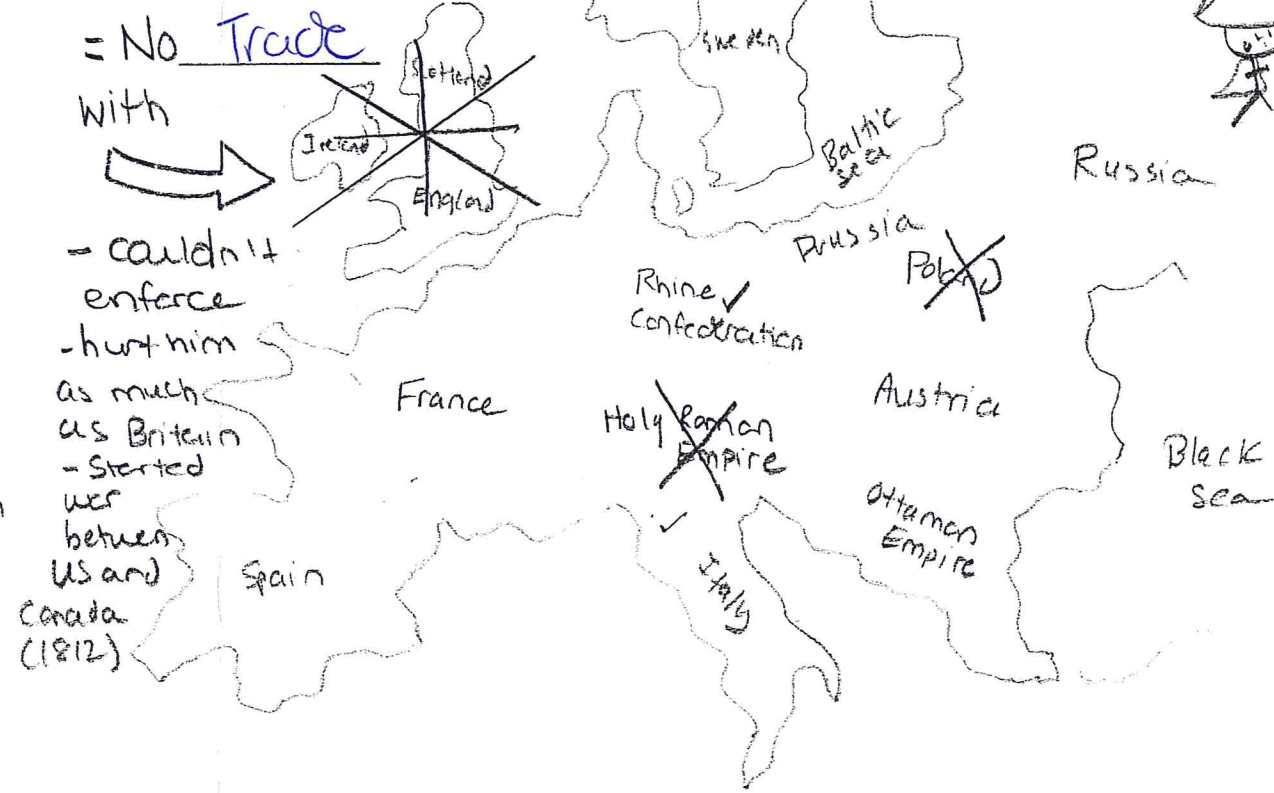 = No Trade
with
- couldn't
enforce
- hurt him
as much
as Britain
- Started
war
between
US and
Canada
(1812)
Scotland
Ireland
England
Sweden
Baltic
sea
Russia
Prussia
Poland
Rhine ✓
Confederation
France
Holy Roman
Empire
Austria
Black
Sea
Ottoman
Empire
✓
Italy
Spain